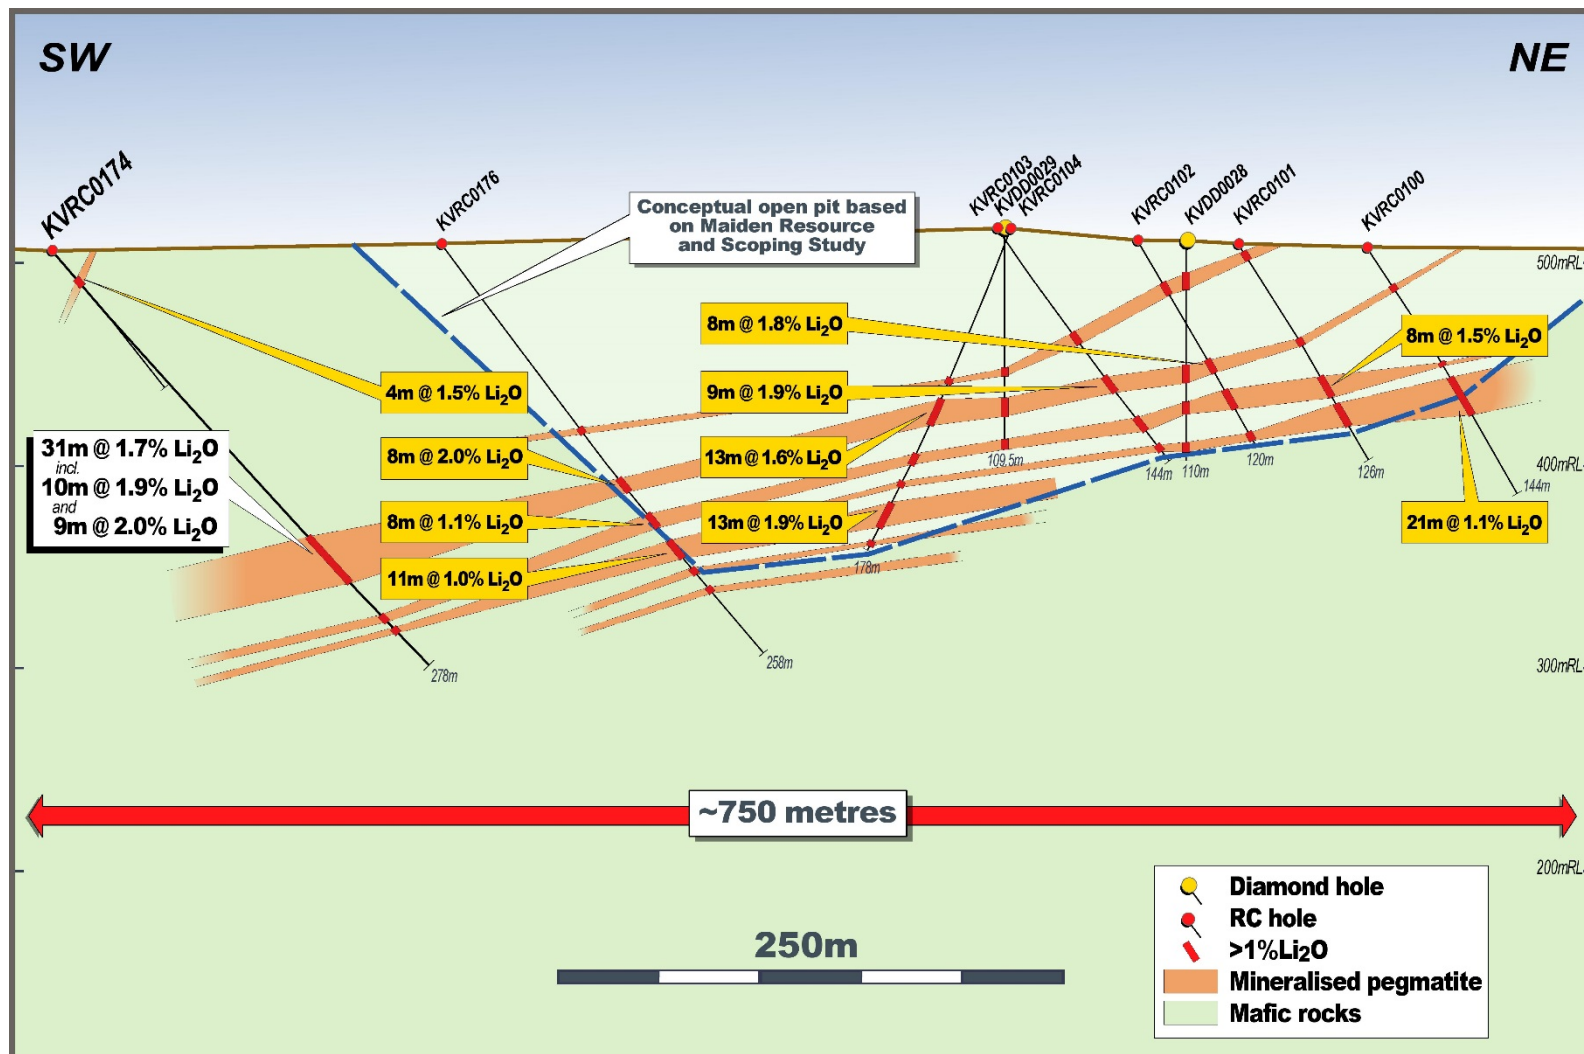 SW
NE
KVRC0174
KVRC0176
KVRC0103
KVDD0029
KVRC0104
KVRC0102
KVDD0028
KVRC0101
KVRC0100
Conceptual open pit based
on Maiden Resource
and Scoping Study
500mRL
8m @ 1.8% Li₂O
8m @ 1.5% Li₂O
4m @ 1.5% Li₂O
9m @ 1.9% Li₂O
31m @ 1.7% Li₂O
incl.
10m @ 1.9% Li₂O
and
9m @ 2.0% Li₂O
8m @ 2.0% Li₂O
13m @ 1.6% Li₂O
109.5m
144m
110m
120m
126m
400mRL
144m
8m @ 1.1% Li₂O
13m @ 1.9% Li₂O
21m @ 1.1% Li₂O
11m @ 1.0% Li₂O
178m
278m
258m
300mRL
~750 metres
200mRL
250m
Diamond hole
RC hole
>1%Li₂O
Mineralised pegmatite
Mafic rocks